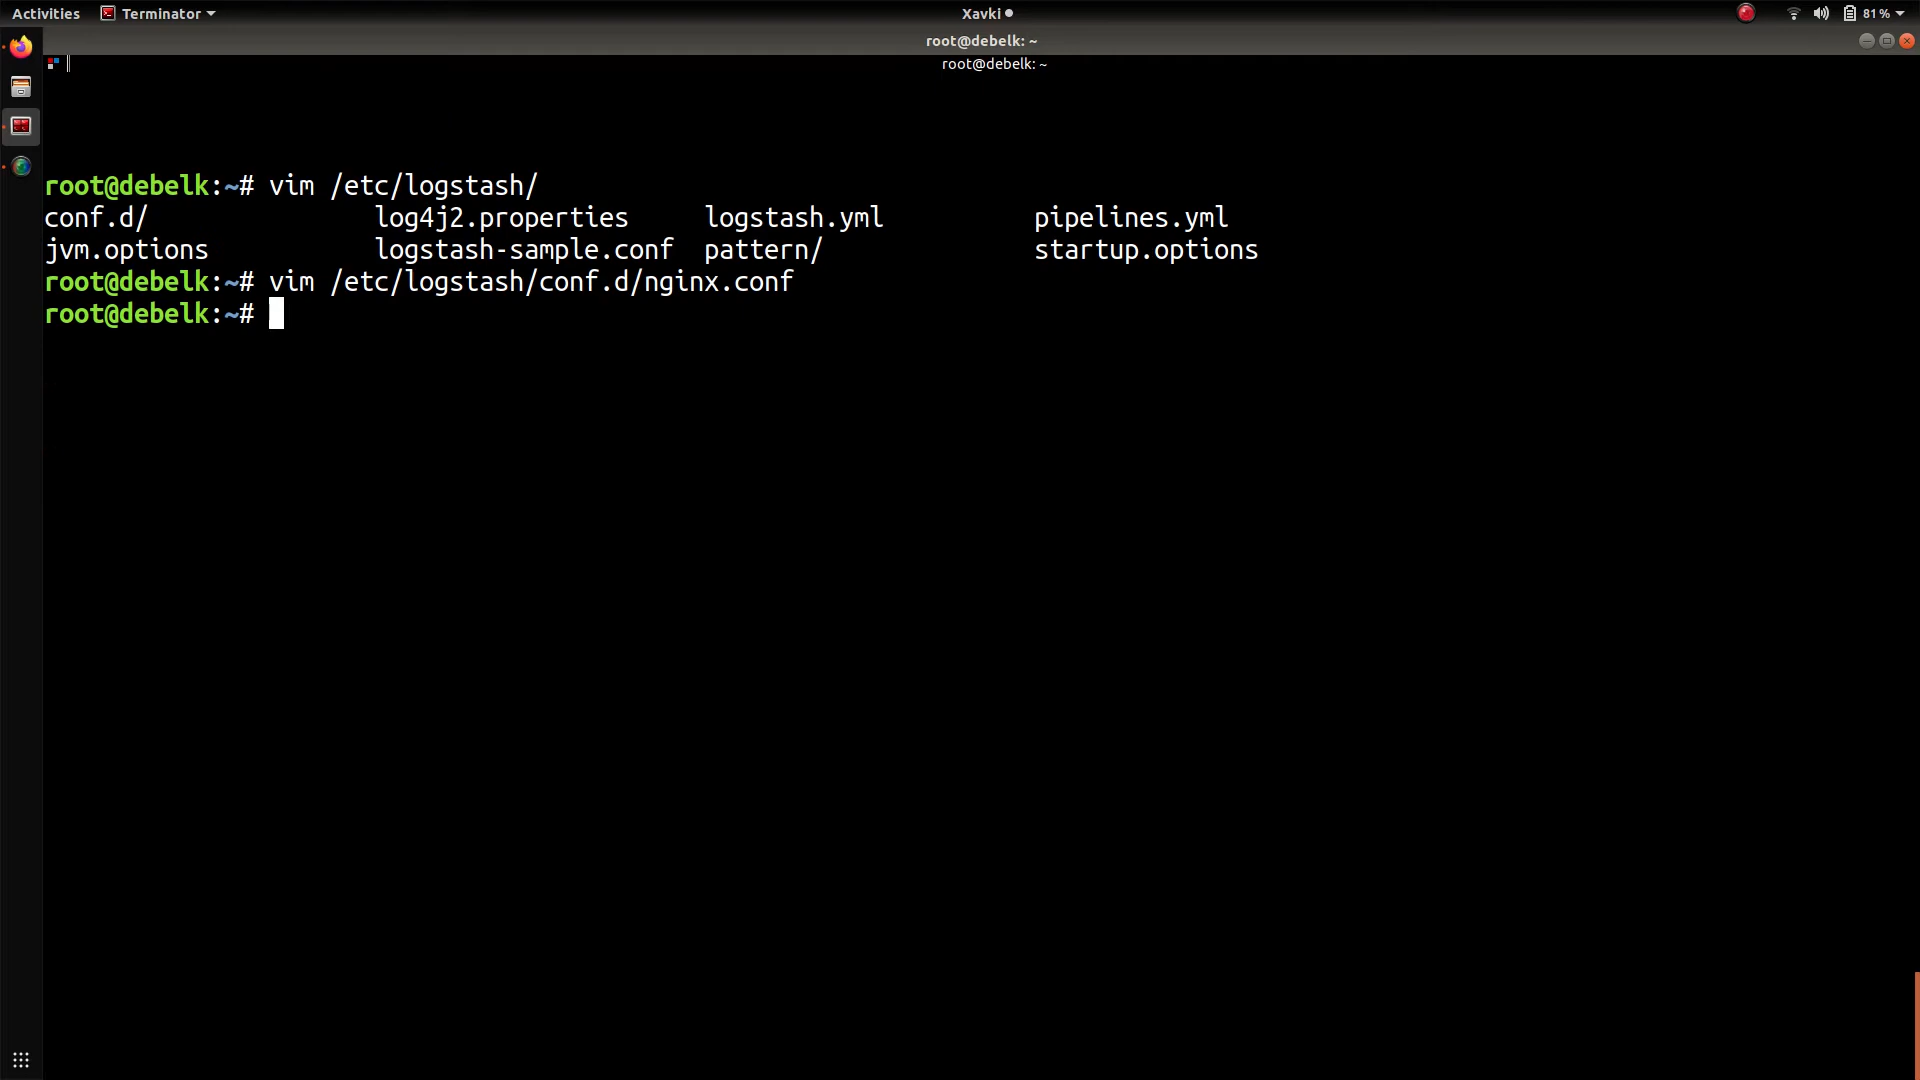 Activities Terminator Xavki 81%
root@debelk: ~
root@debelk: ~
root@debelk:~# vim /etc/logstash/
conf.d/ log4j2.properties logstash.yml pipelines.yml
jvm.options logstash-sample.conf pattern/ startup.options
root@debelk:~# vim /etc/logstash/conf.d/nginx.conf
root@debelk:~#